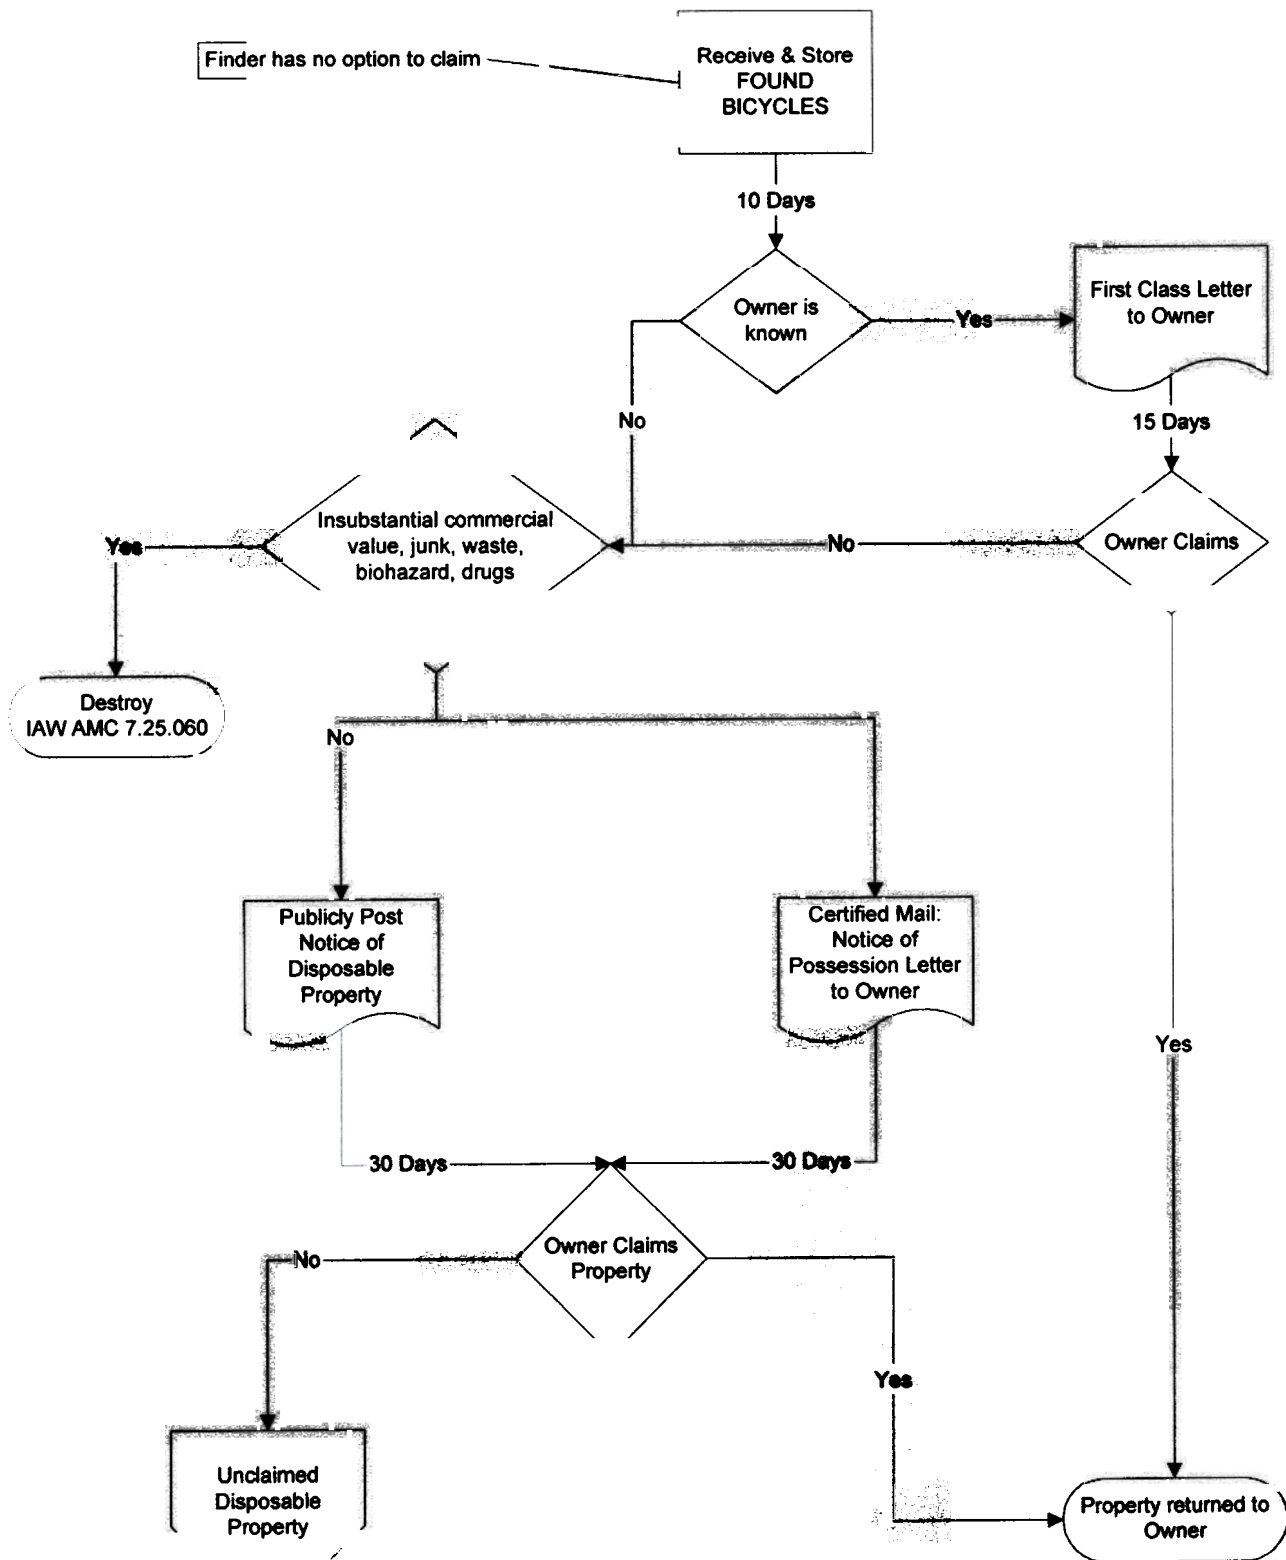 Finder has no option to claim
Receive & Store
FOUND
BICYCLES
10 Days
Owner is
known
Yes
First Class Letter
to Owner
No
15 Days
Insubstantial commercial
value, junk, waste,
biohazard, drugs
Yes
No
Owner Claims
Destroy
IAW AMC 7.25.060
No
Publicly Post
Notice of
Disposable
Property
Certified Mail:
Notice of
Possession Letter
to Owner
Yes
30 Days
30 Days
Owner Claims
Property
No
Yes
Unclaimed
Disposable
Property
Property returned to
Owner